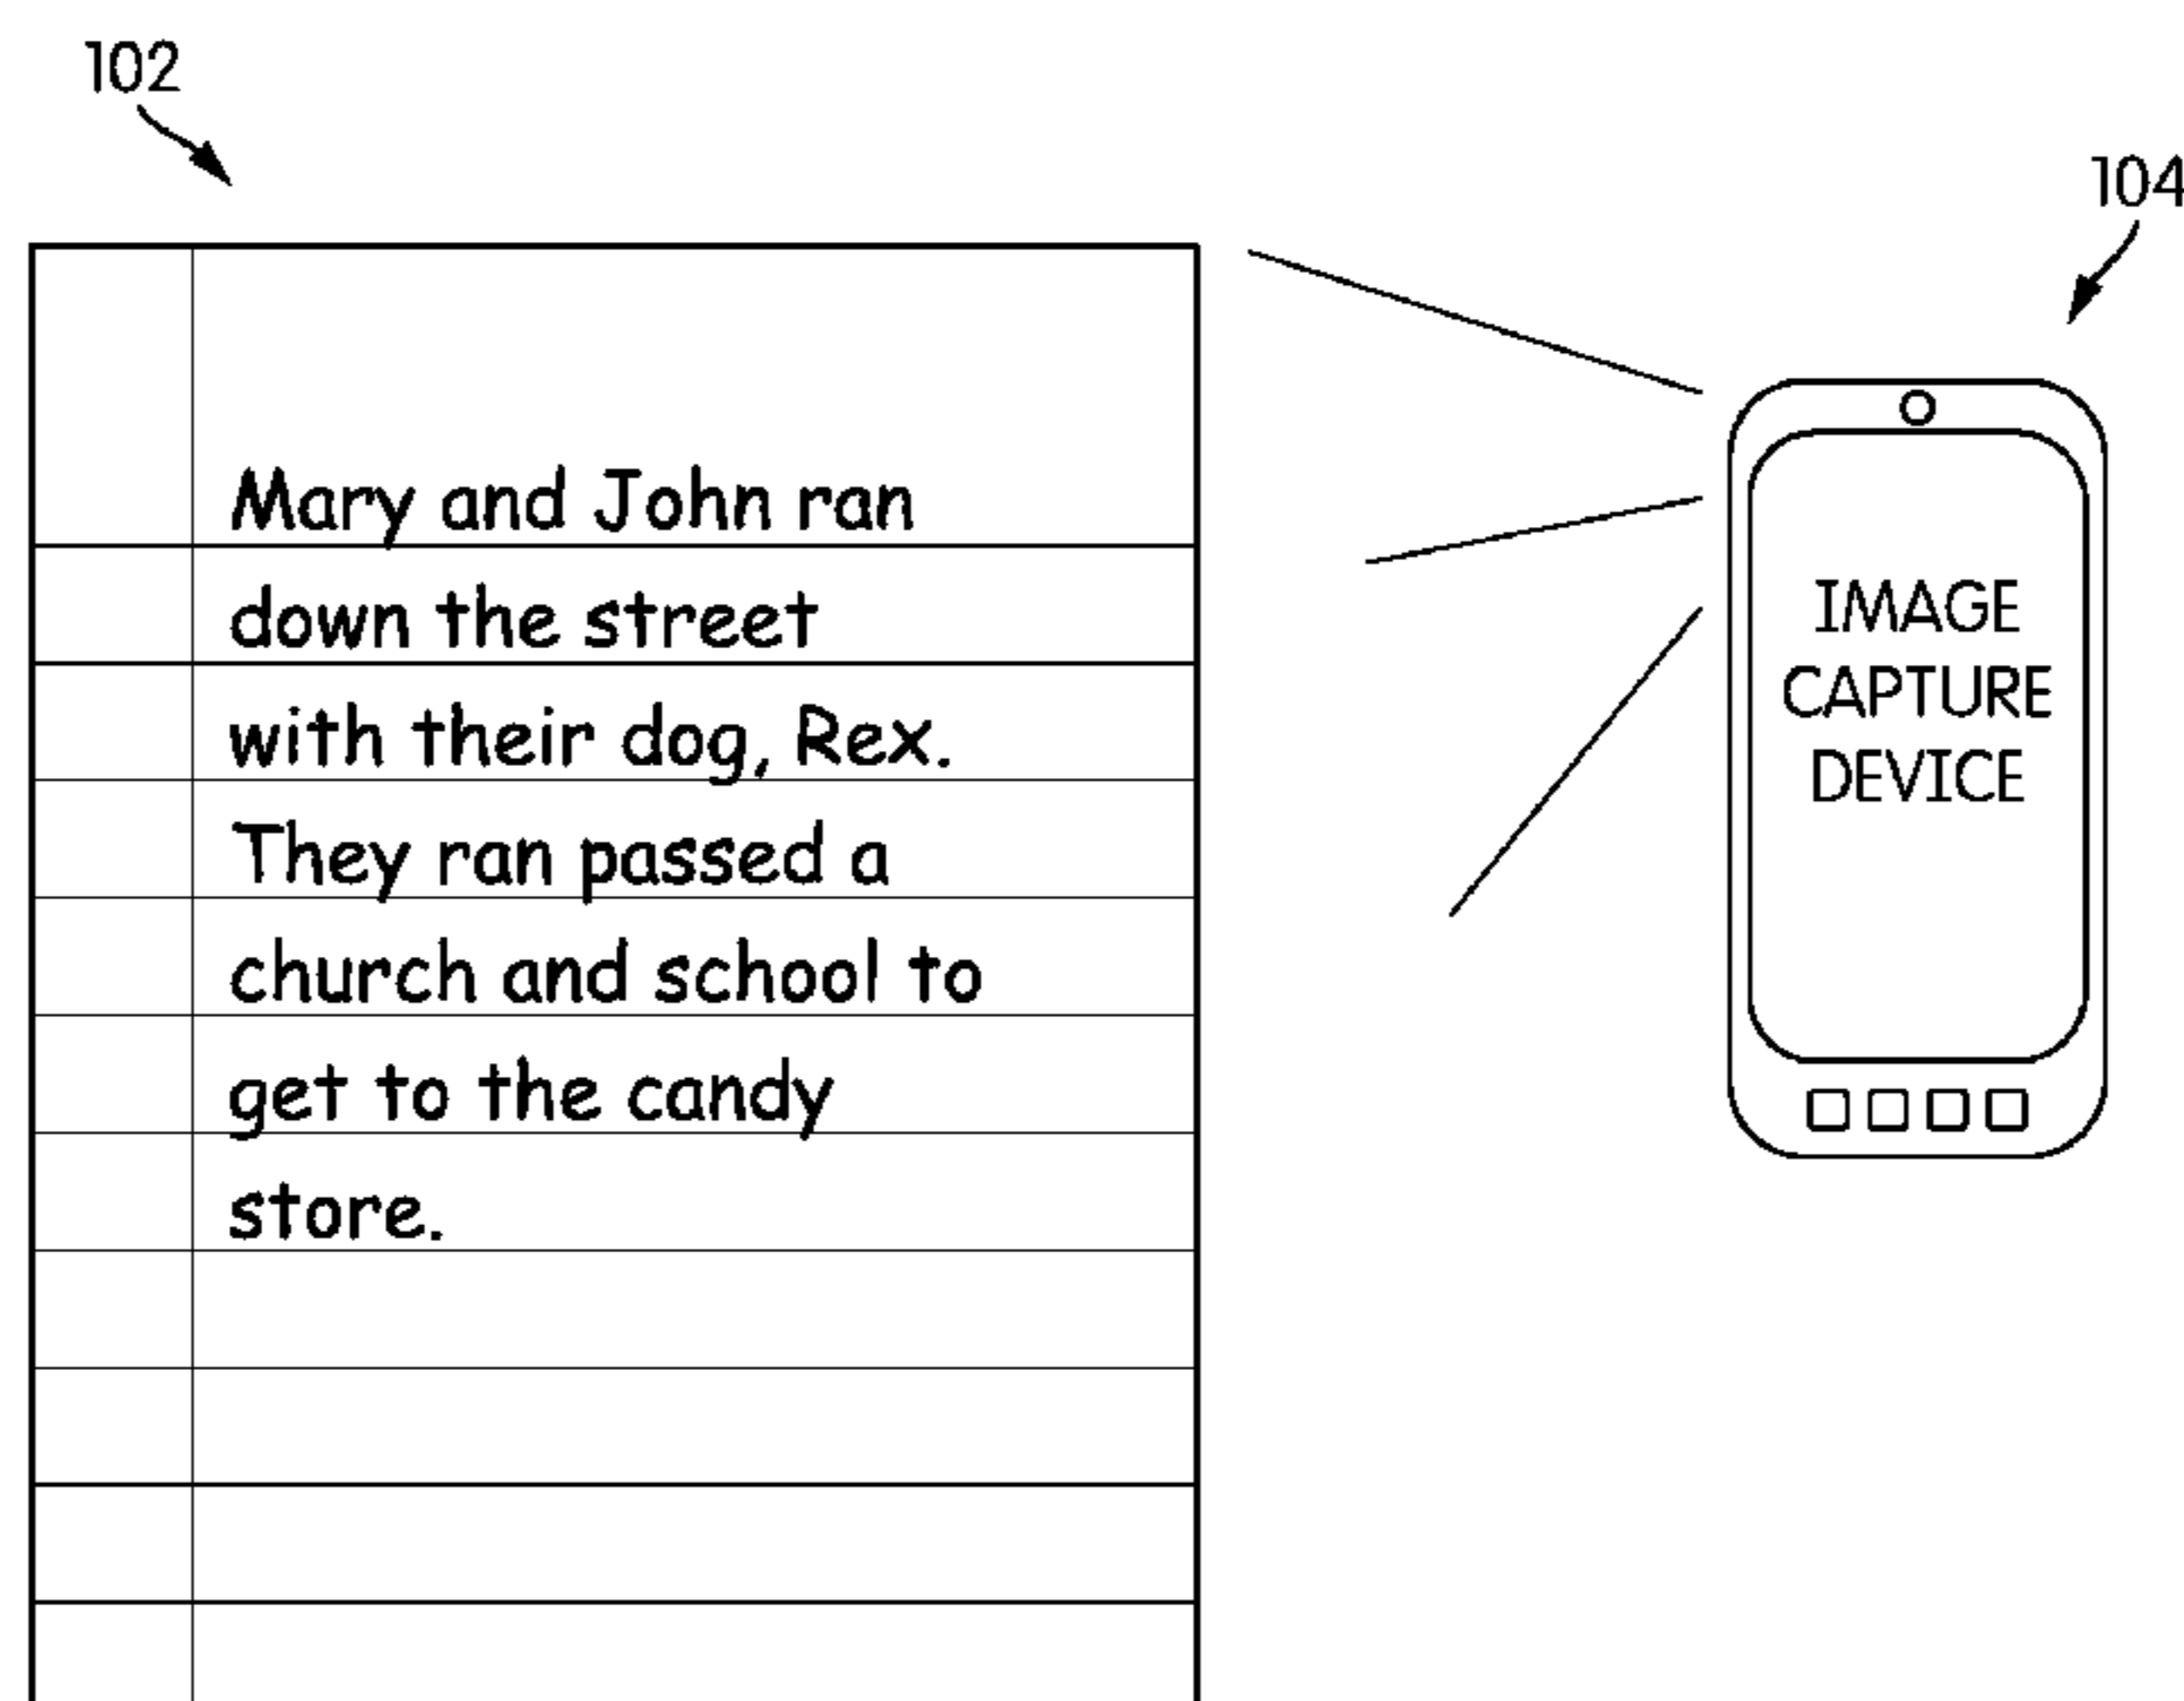 102
104
Mary and John ran
down the street
with their dog, Rex.
They ran passed a
church and school to
get to the candy
store.
IMAGE
CAPTURE
DEVICE